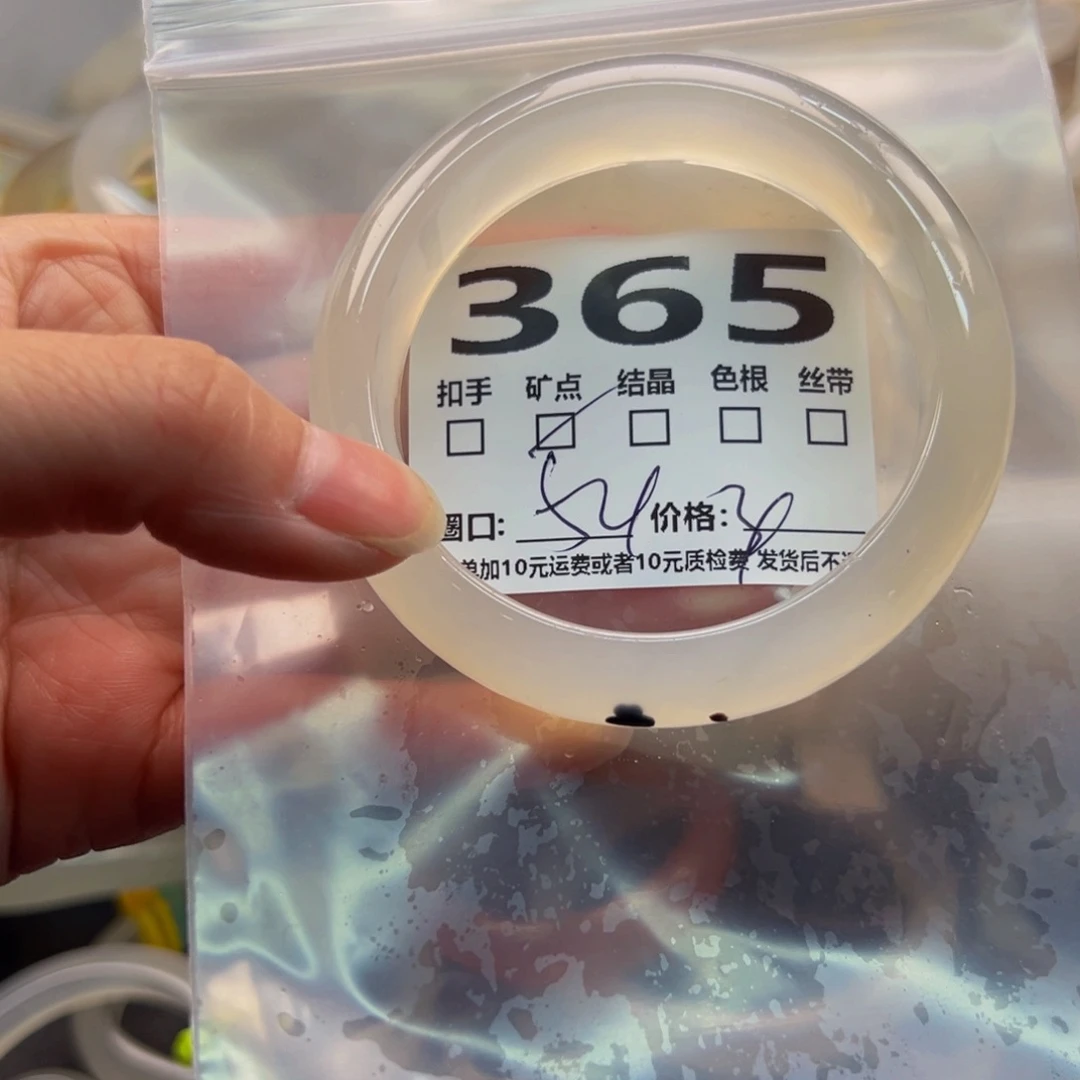 365
扣手 矿点 结晶 色根 丝带
圈口: 54 价格:
单加10元运费或者10元质检费 发货后不